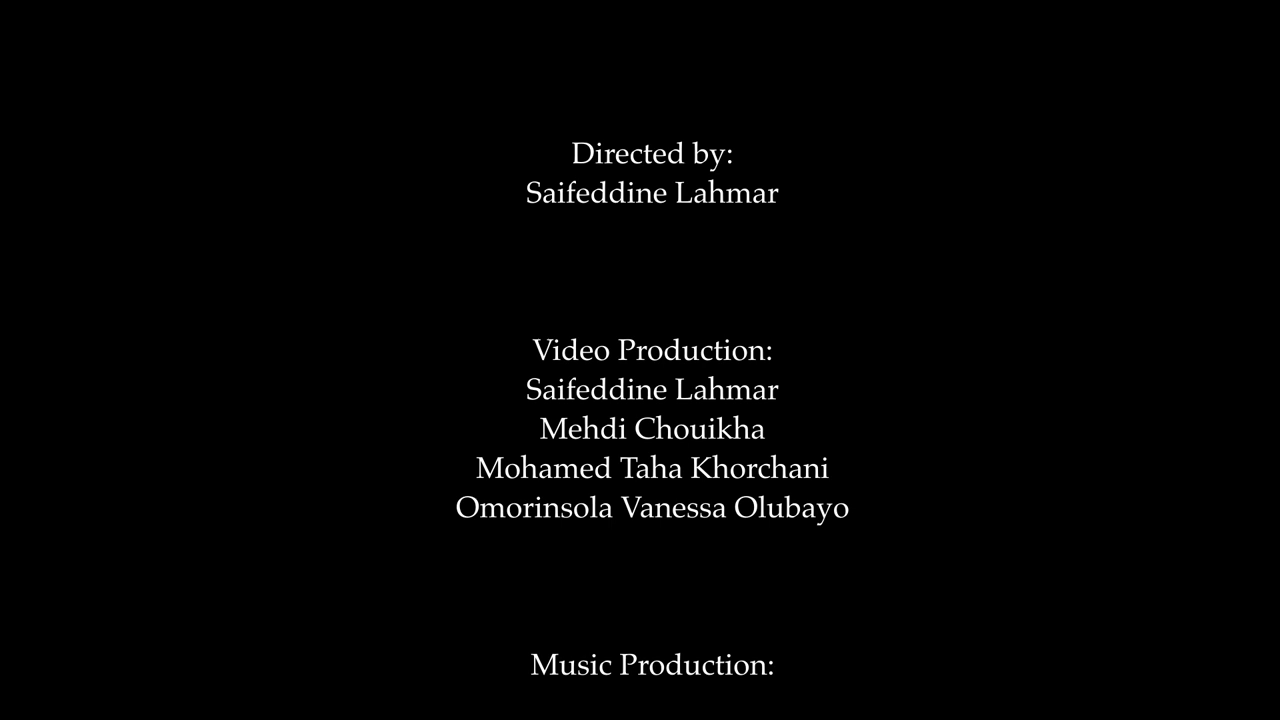 Directed by:
Saifeddine Lahmar
Video Production:
Saifeddine Lahmar
Mehdi Chouikha
Mohamed Taha Khorchani
Omorinsola Vanessa Olubayo
Music Production: